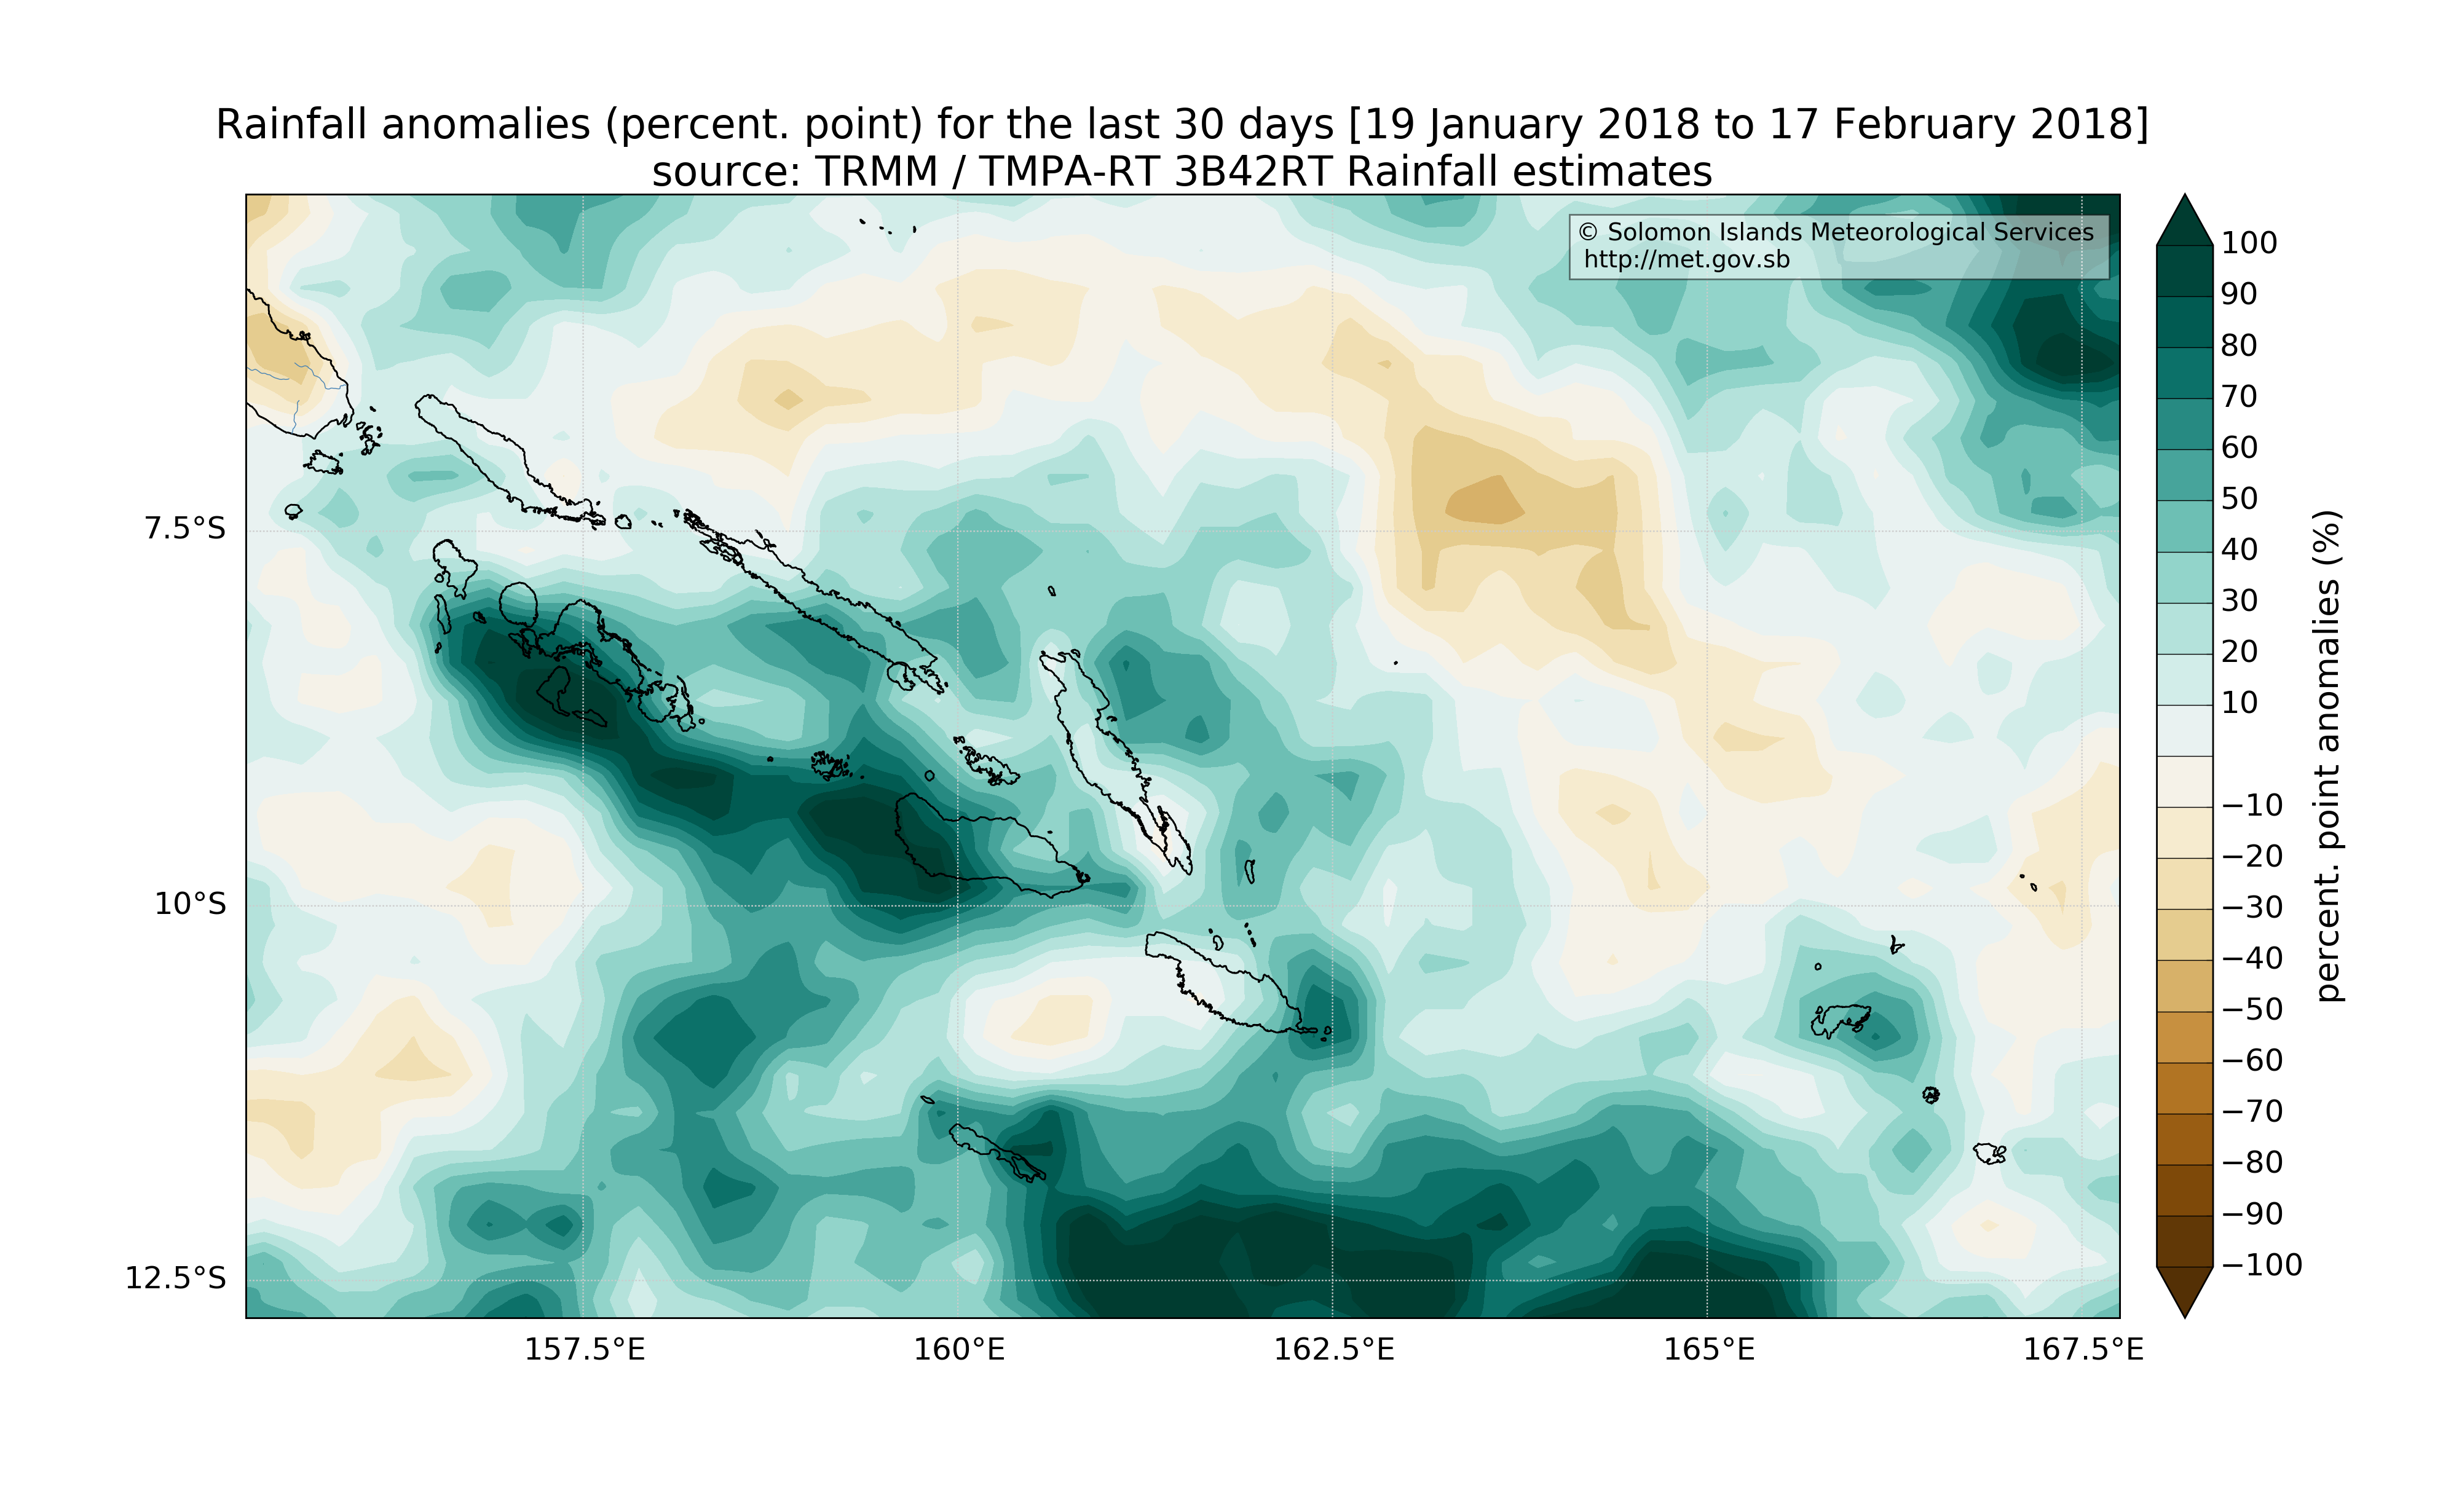 Rainfall anomalies (percent. point) for the last 30 days [19 January 2018 to 17 February 2018]
source: TRMM / TMPA-RT 3B42RT Rainfall estimates
© Solomon Islands Meteorological Services
http://met.gov.sb
7.5°S
10°S
12.5°S
157.5°E
160°E
162.5°E
165°E
167.5°E
100
90
80
70
60
50
40
30
20
10
−10
−20
−30
−40
−50
−60
−70
−80
−90
−100
percent. point anomalies (%)